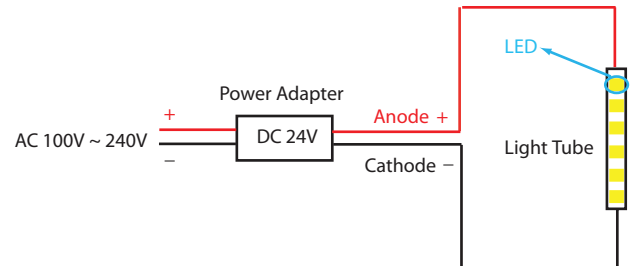 LED
Power Adapter
+
Anode +
AC 100V ~ 240V
DC 24V
Light Tube
−
Cathode −